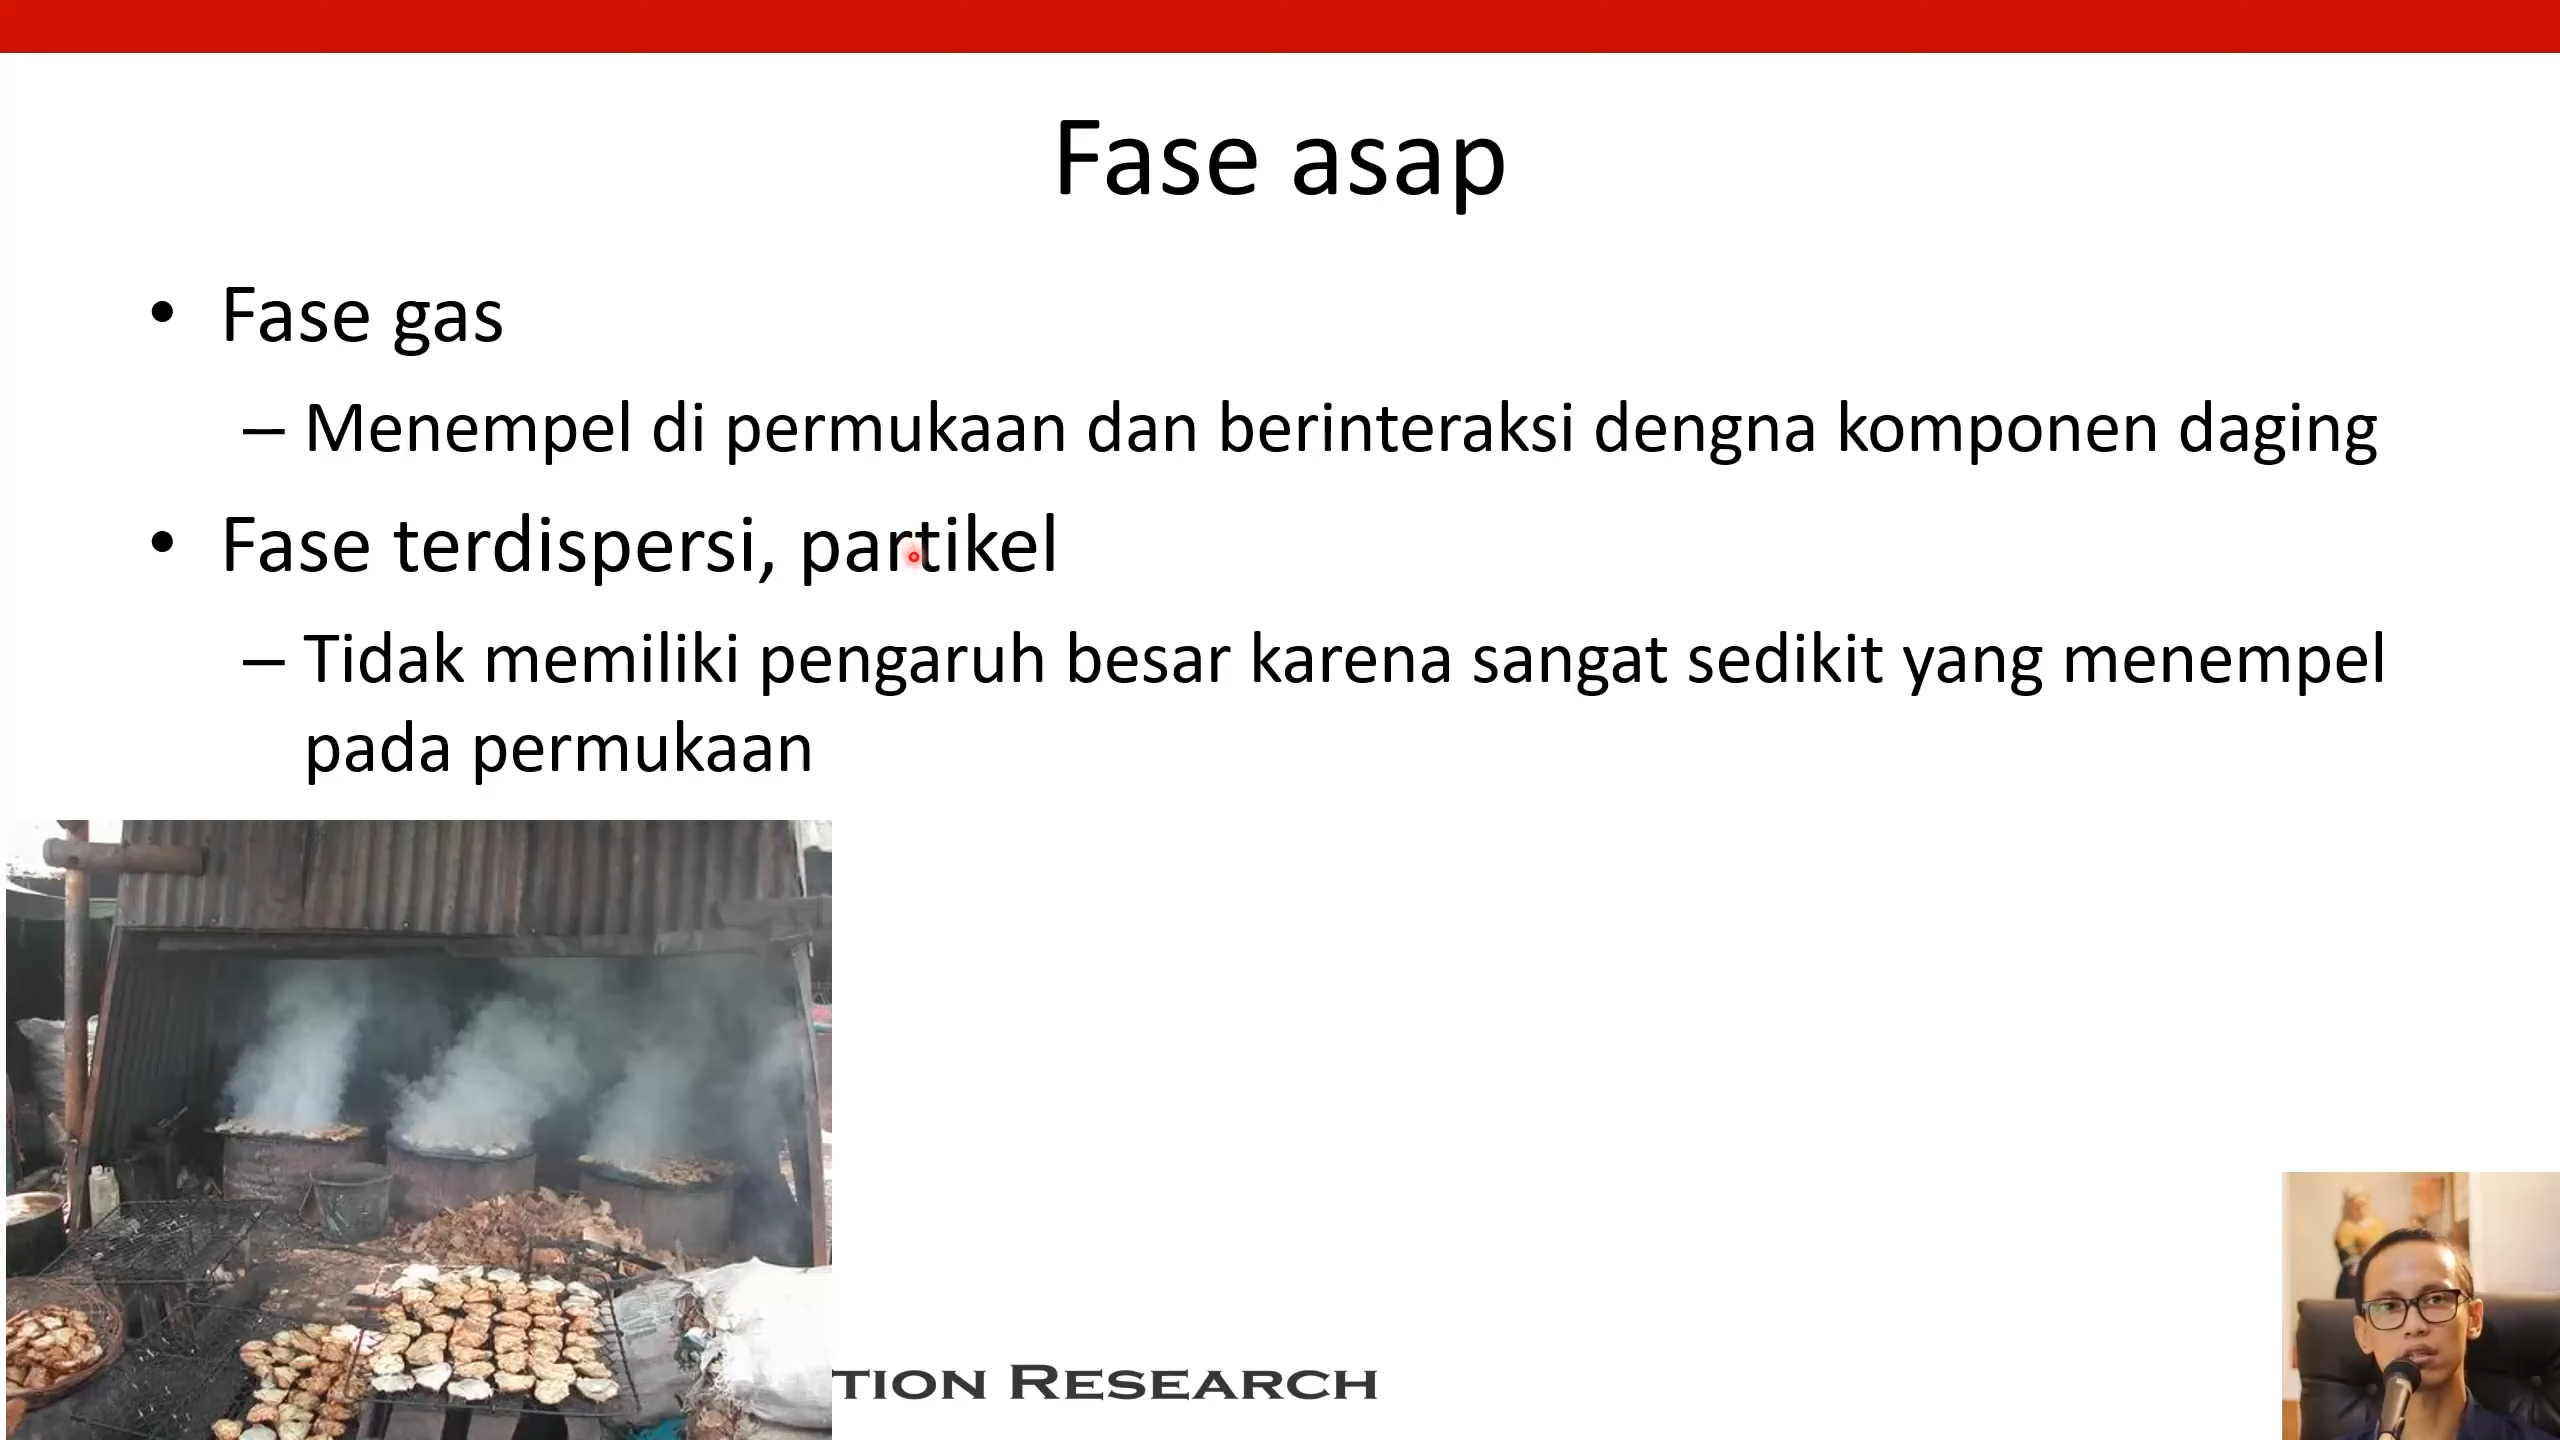 Fase asap
• Fase gas
– Menempel di permukaan dan berinteraksi dengna komponen daging
• Fase terdispersi, partikel
– Tidak memiliki pengaruh besar karena sangat sedikit yang menempel
pada permukaan
TION RESEARCH